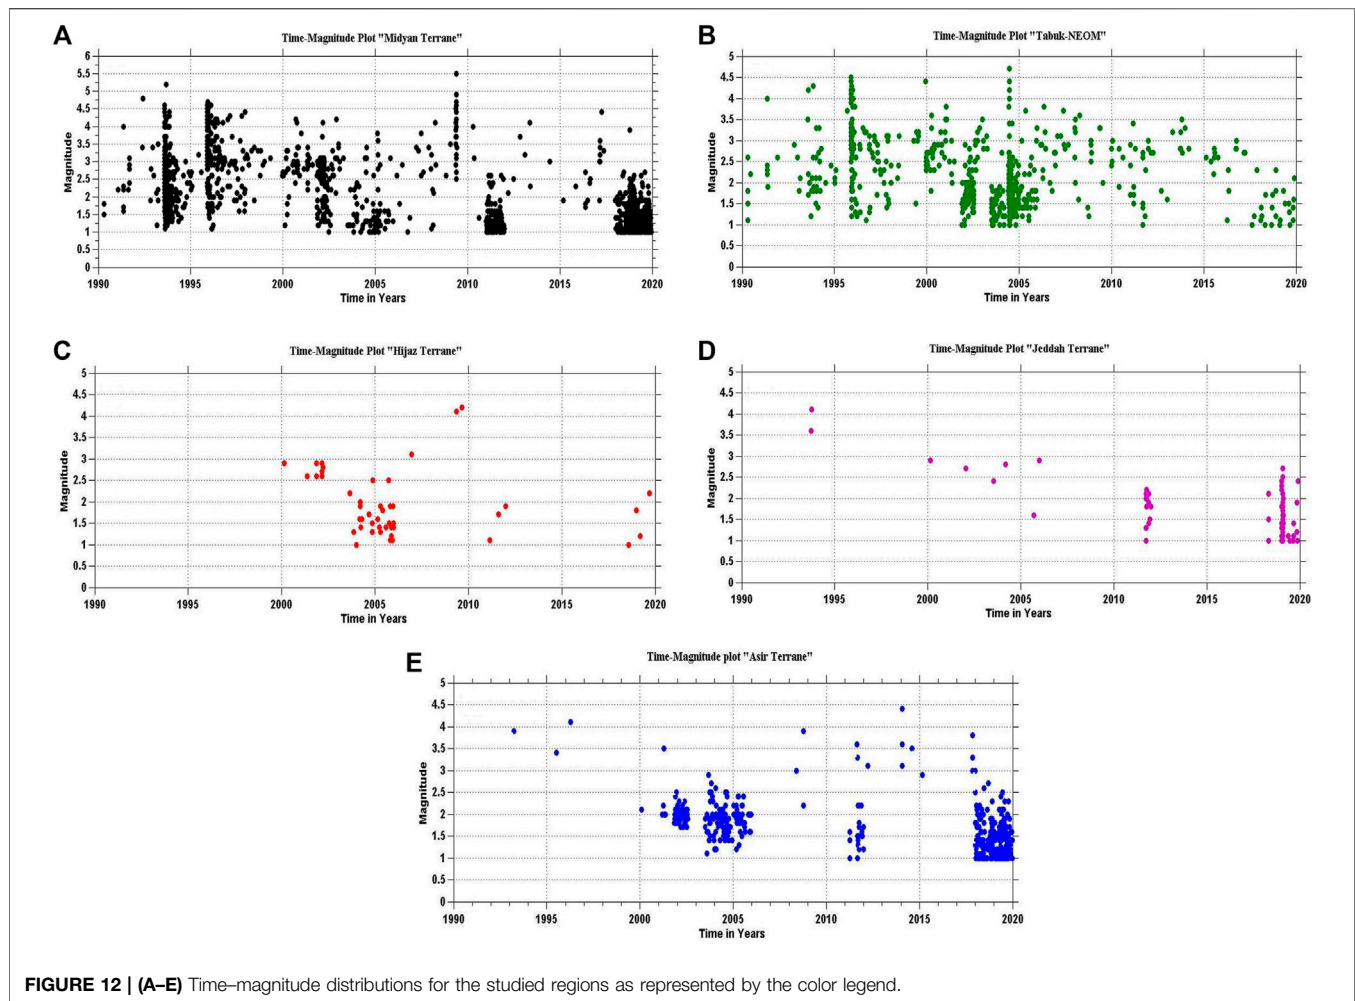 A
Time-Magnitude Plot "Midyan Terrane"
Magnitude
6
5.5
5
4.5
4
3.5
3
2.5
2
1.5
1
0.5
0
1990 1995 2000 2005 2010 2015 2020
Time in Years
B
Time-Magnitude Plot "Tabuk-NEOM"
Magnitude
5
4.5
4
3.5
3
2.5
2
1.5
1
0.5
0
1990 1995 2000 2005 2010 2015 2020
Time in Years
C
Time-Magnitude Plot "Hijaz Terrane"
Magnitude
5
4.5
4
3.5
3
2.5
2
1.5
1
0.5
0
1990 1995 2000 2005 2010 2015 2020
Time in Years
D
Time-Magnitude Plot "Jeddah Terrane"
Magnitude
5
4.5
4
3.5
3
2.5
2
1.5
1
0.5
0
1990 1995 2000 2005 2010 2015 2020
Time in Years
E
Time-Magnitude plot "Asir Terrane"
Magnitude
5
4.5
4
3.5
3
2.5
2
1.5
1
0.5
0
1990 1995 2000 2005 2010 2015 2020
Time in Years
FIGURE 12 | (A–E) Time–magnitude distributions for the studied regions as represented by the color legend.